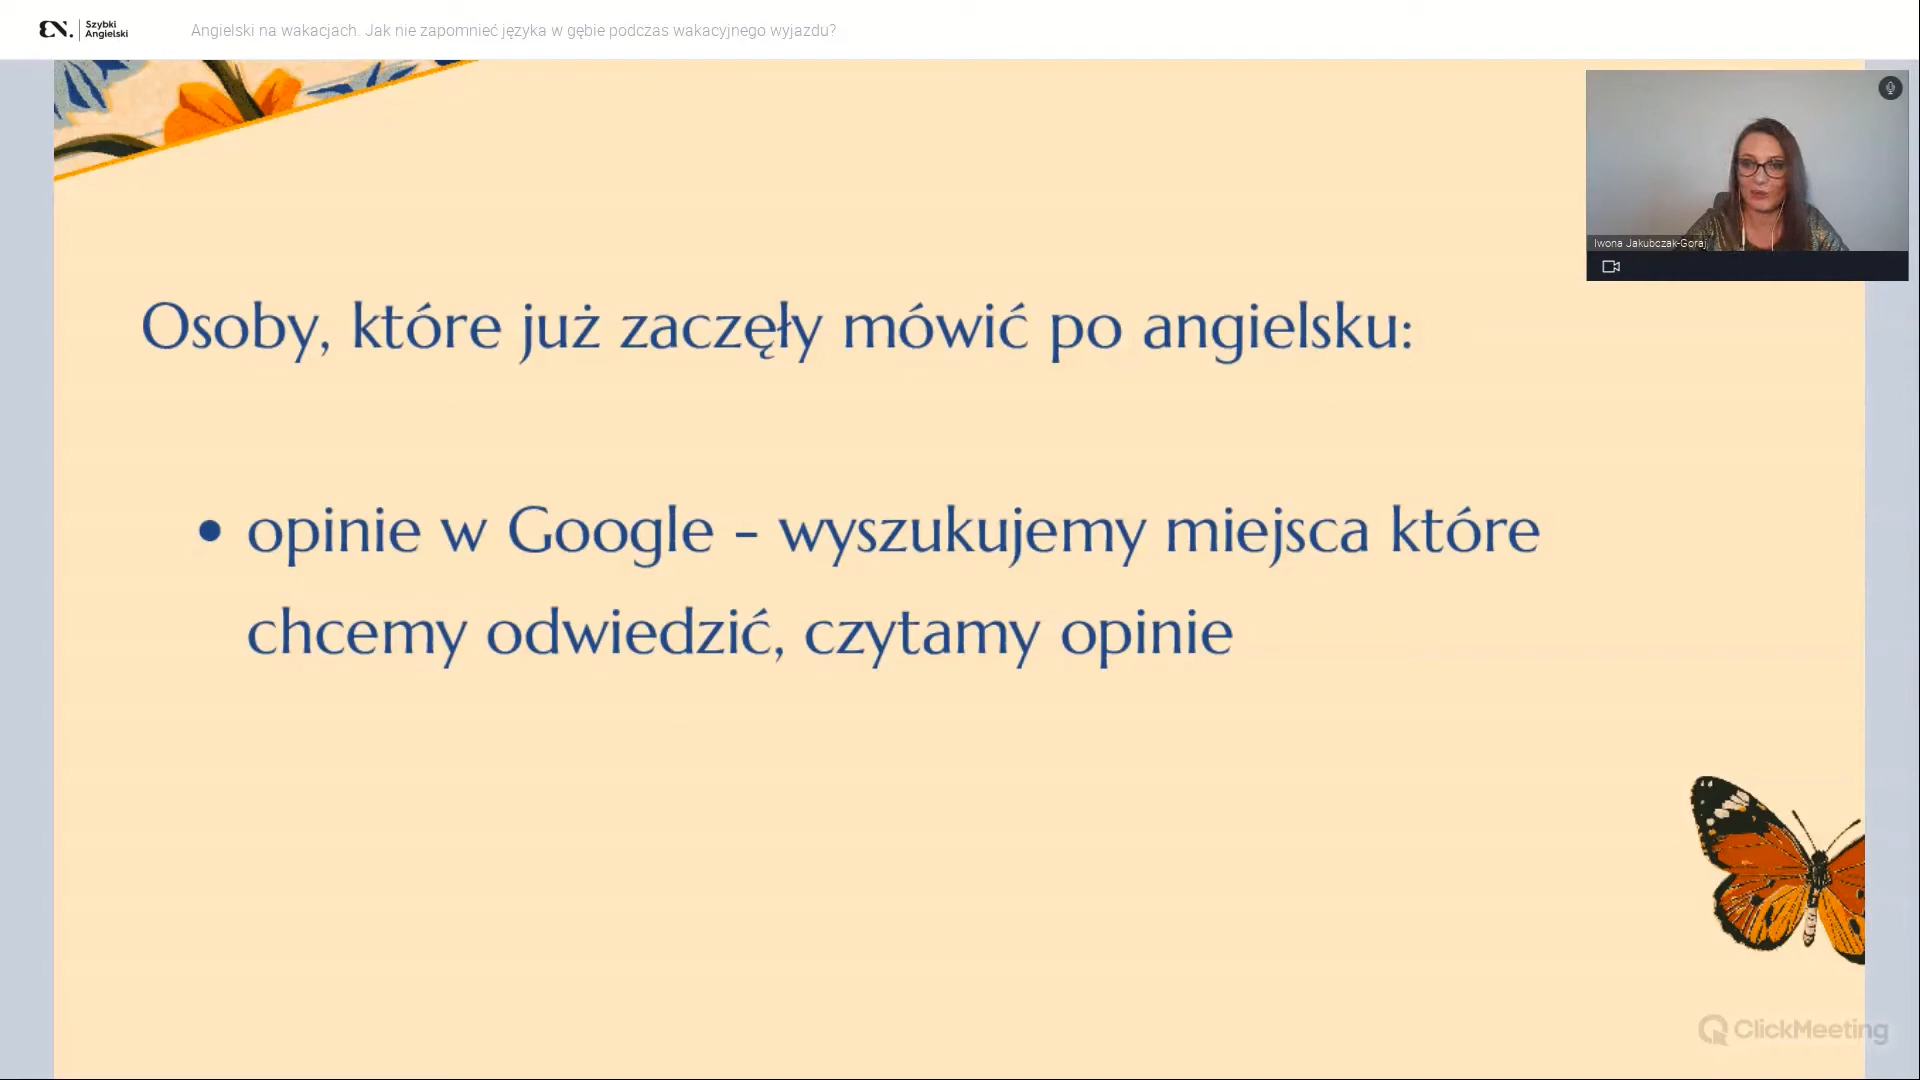 EN. Szybki
Angielski
Angielski na wakacjach. Jak nie zapomnieć języka w gębie podczas wakacyjnego wyjazdu?
Iwona Jakubczak-Goraj
Osoby, które już zaczęły mówić po angielsku:
• opinie w Google - wyszukujemy miejsca które
chcemy odwiedzić, czytamy opinie
ClickMeeting